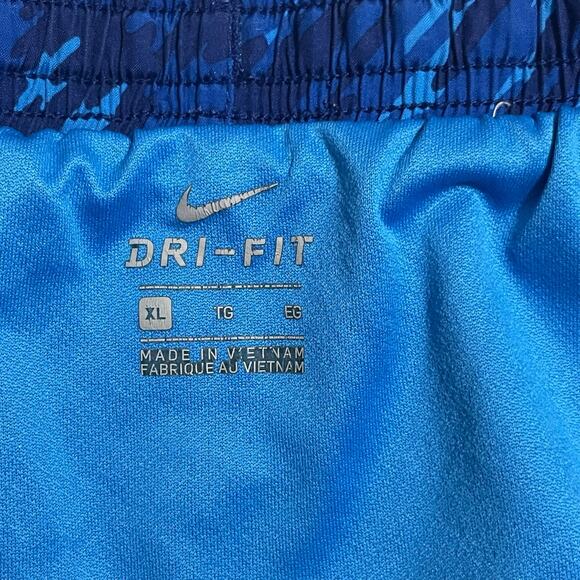 DRI-FIT
XL TG EG
MADE IN VIETNAM
FABRIQUE AU VIETNAM